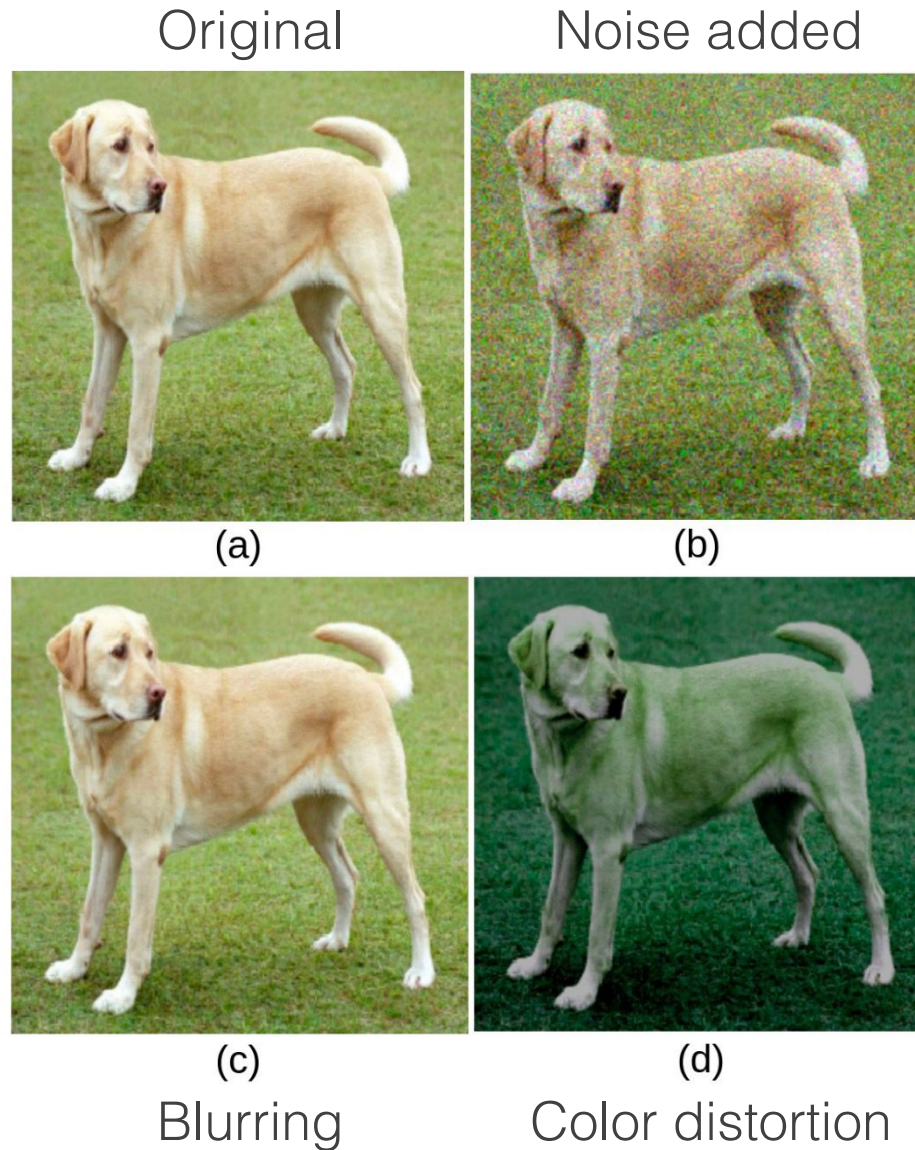 Original
Noise added
(a)
(b)
(c)
(d)
Blurring
Color distortion